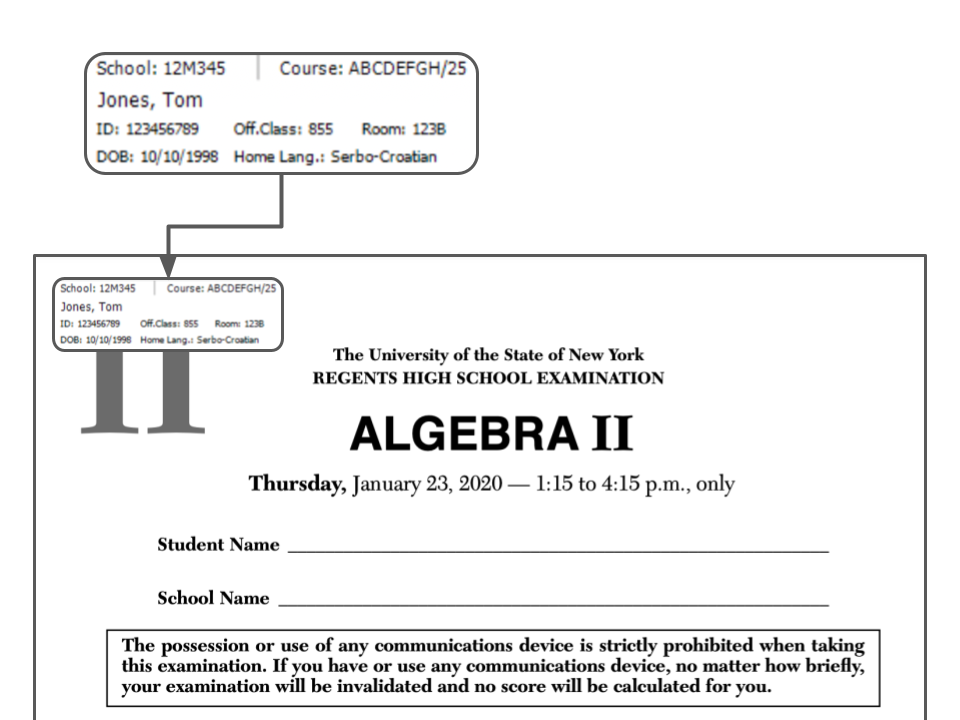 School: 12M345 Course: ABCDEFGH/25
Jones, Tom
ID: 123456789 Off.Class: 855 Room: 123B
DOB: 10/10/1998 Home Lang.: Serbo-Croatian
School: 12M345 Course: ABCDEFGH/25
Jones, Tom
ID: 123456789 Off.Class: 855 Room: 123B
DOB: 10/10/1998 Home Lang.: Serbo-Croatian
II
The University of the State of New York
REGENTS HIGH SCHOOL EXAMINATION
ALGEBRA II
Thursday, January 23, 2020 — 1:15 to 4:15 p.m., only
Student Name
School Name
The possession or use of any communications device is strictly prohibited when taking
this examination. If you have or use any communications device, no matter how briefly,
your examination will be invalidated and no score will be calculated for you.